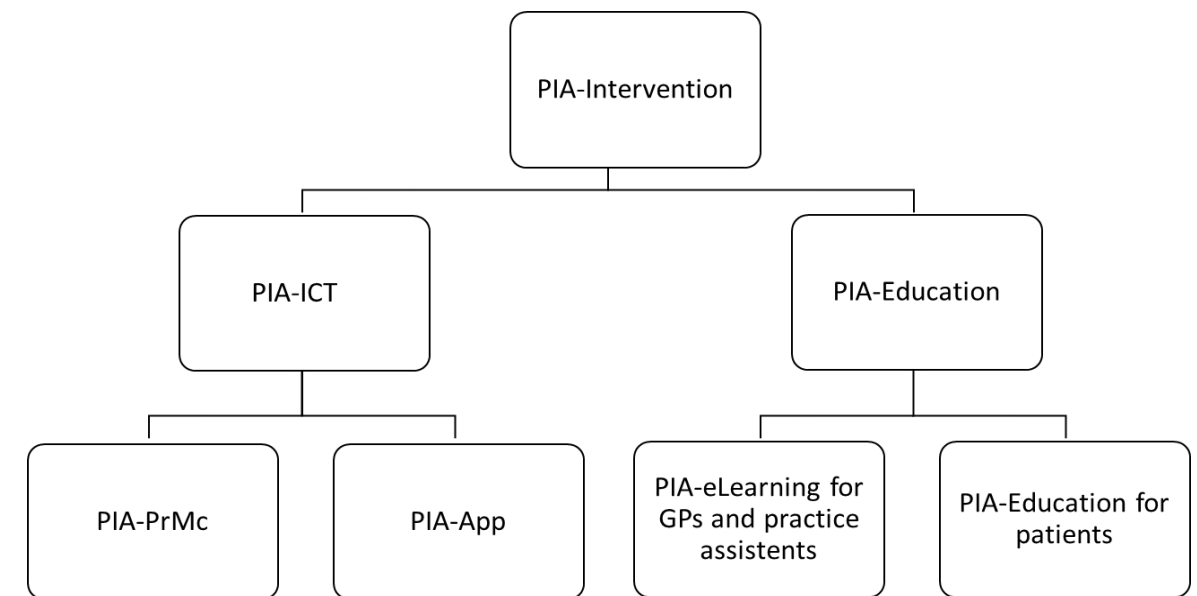 PIA-Intervention
PIA-ICT
PIA-Education
PIA-PrMc
PIA-App
PIA-eLearning for
GPs and practice
assistents
PIA-Education for
patients